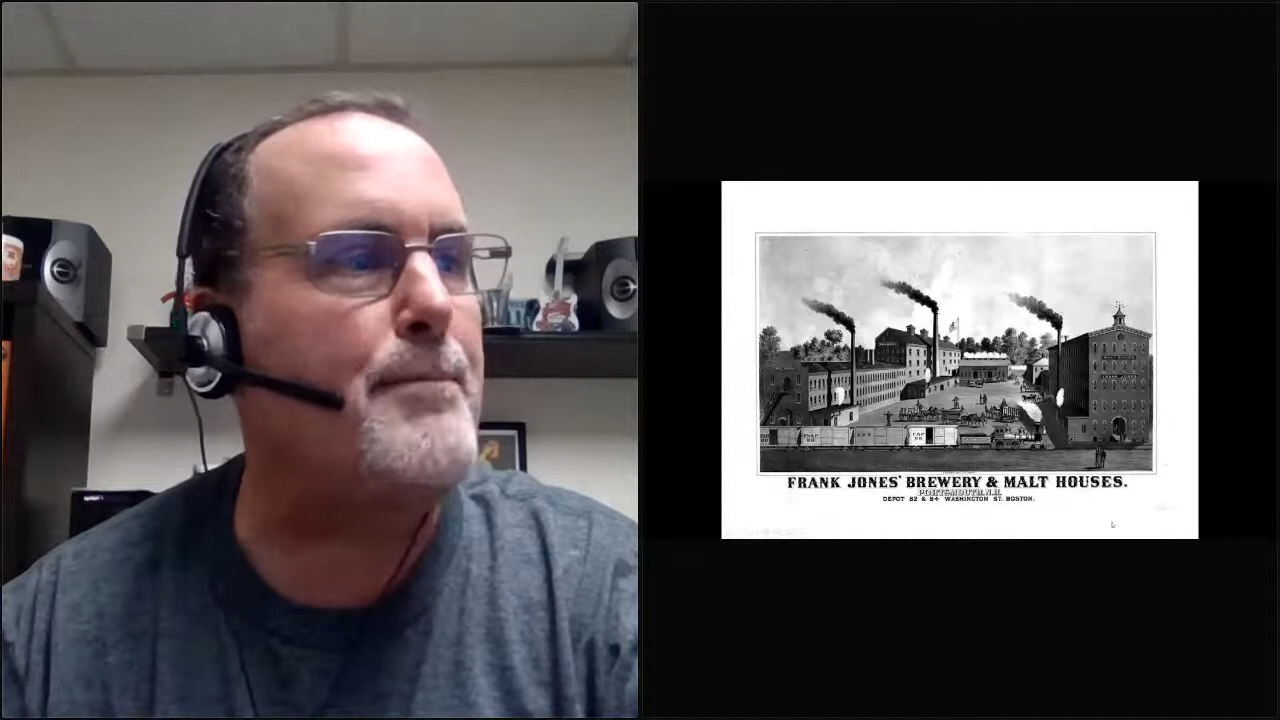 FRANK JONES' BREWERY & MALT HOUSES.
PORTSMOUTH, N.H.
DEPOT 82 & 84 WASHINGTON ST. BOSTON.